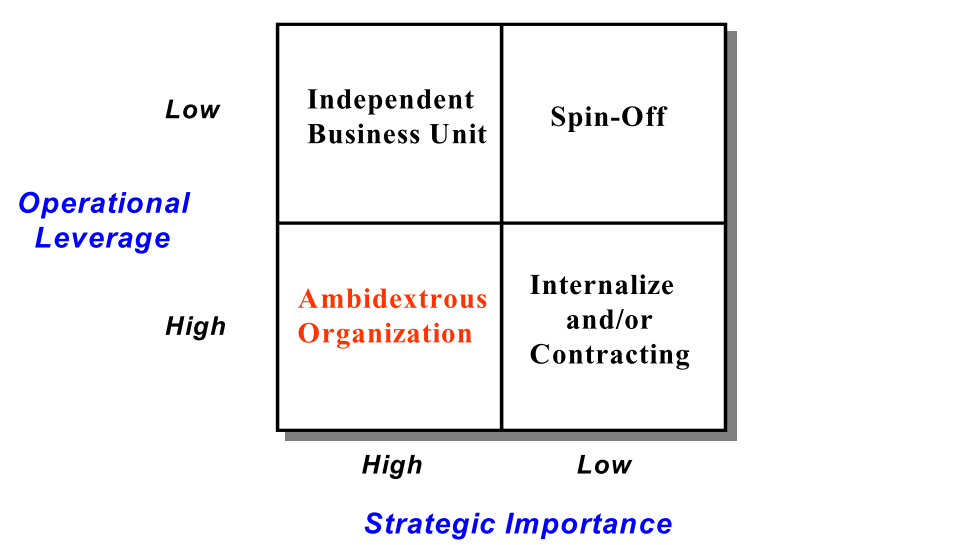 Low
Independent
Business Unit
Spin-Off
Operational
Leverage
High
Ambidextrous
Organization
Internalize
and/or
Contracting
High
Low
Strategic Importance